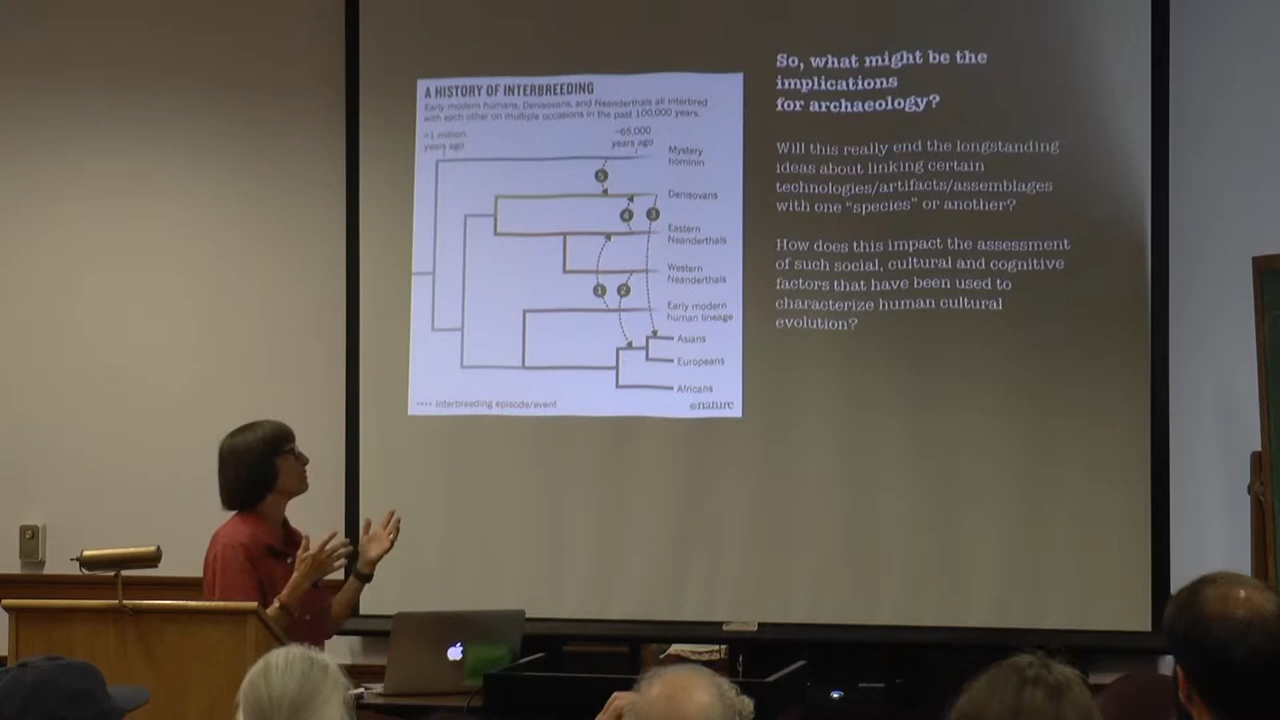 A HISTORY OF INTERBREEDING
Early modern humans, Denisovans, and Neanderthals all interbred
with each other on multiple occasions in the past 100,000 years.
>1 million
years ago
~65,000
years ago
Mystery
hominin
5
Denisovans
4
3
Eastern
Neanderthals
Western
Neanderthals
1
2
Early modern
human lineage
Asians
Europeans
Africans
Interbreeding episode/event
©nature
So, what might be the
implications
for archaeology?
Will this really end the longstanding
ideas about linking certain
technologies/artifacts/assemblages
with one “species” or another?
How does this impact the assessment
of such social, cultural and cognitive
factors that have been used to
characterize human cultural
evolution?